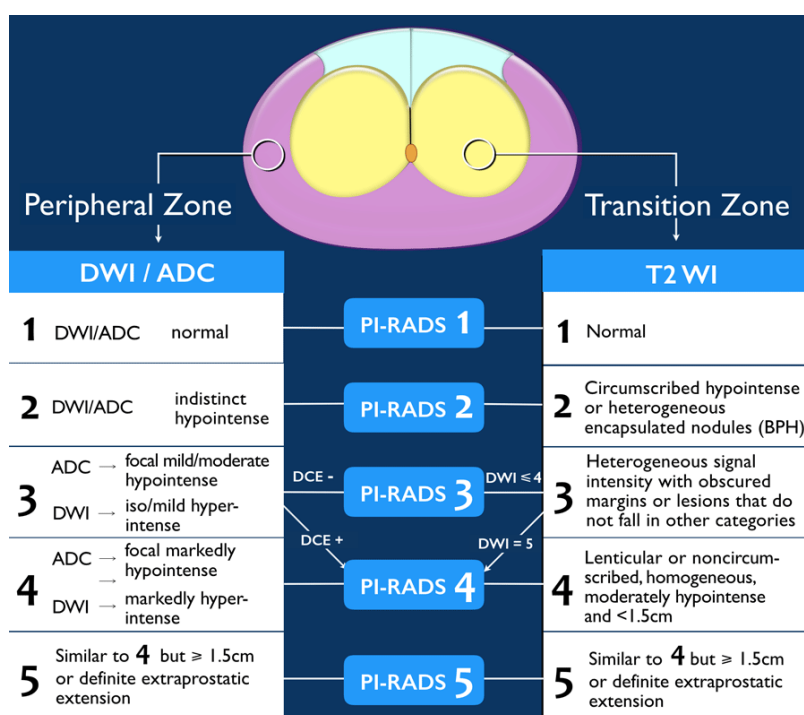 Peripheral Zone
Transition Zone
DWI / ADC
T2 WI
1 DWI/ADC normal
PI-RADS 1
1 Normal
2 DWI/ADC indistinct
hypointense
PI-RADS 2
2 Circumscribed hypointense
or heterogeneous
encapsulated nodules (BPH)
3 ADC → focal mild/moderate
hypointense
DWI → iso/mild hyper-
intense
DCE -
DCE +
PI-RADS 3
DWI ≤ 4
DWI = 5
3 Heterogeneous signal
intensity with obscured
margins or lesions that do
not fall in other categories
4 ADC → focal markedly
hypointense
→
DWI → markedly hyper-
intense
PI-RADS 4
4 Lenticular or noncircum-
scribed, homogeneous,
moderately hypointense
and <1.5cm
5 Similar to 4 but ≥ 1.5cm
or definite extraprostatic
extension
PI-RADS 5
5 Similar to 4 but ≥ 1.5cm
or definite extraprostatic
extension